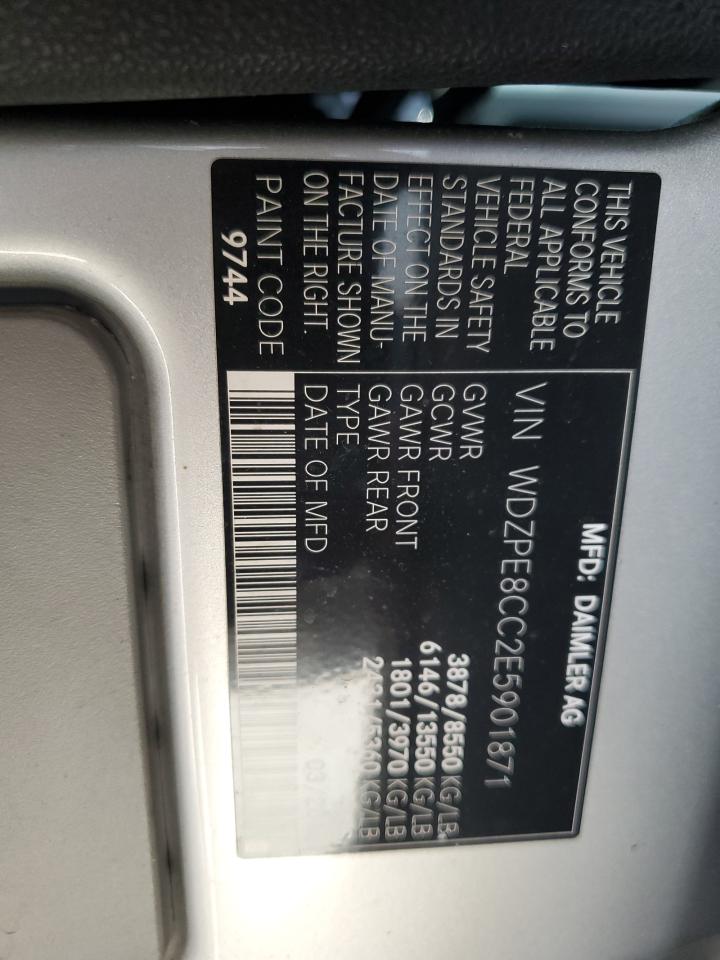 THIS VEHICLE
CONFORMS TO
ALL APPLICABLE
FEDERAL
VEHICLE SAFETY
STANDARDS IN
EFFECT ON THE
DATE OF MANU-
FACTURE SHOWN
ON THE RIGHT.
PAINT CODE
9744
MFD: DAIMLER AG
VIN WDZPE8CC2E5901871
GVWR 3878/8550 KG/LB
GCWR 6146/13550 KG/LB
GAWR FRONT 1801/3970 KG/LB
GAWR REAR KG/LB
TYPE
DATE OF MFD